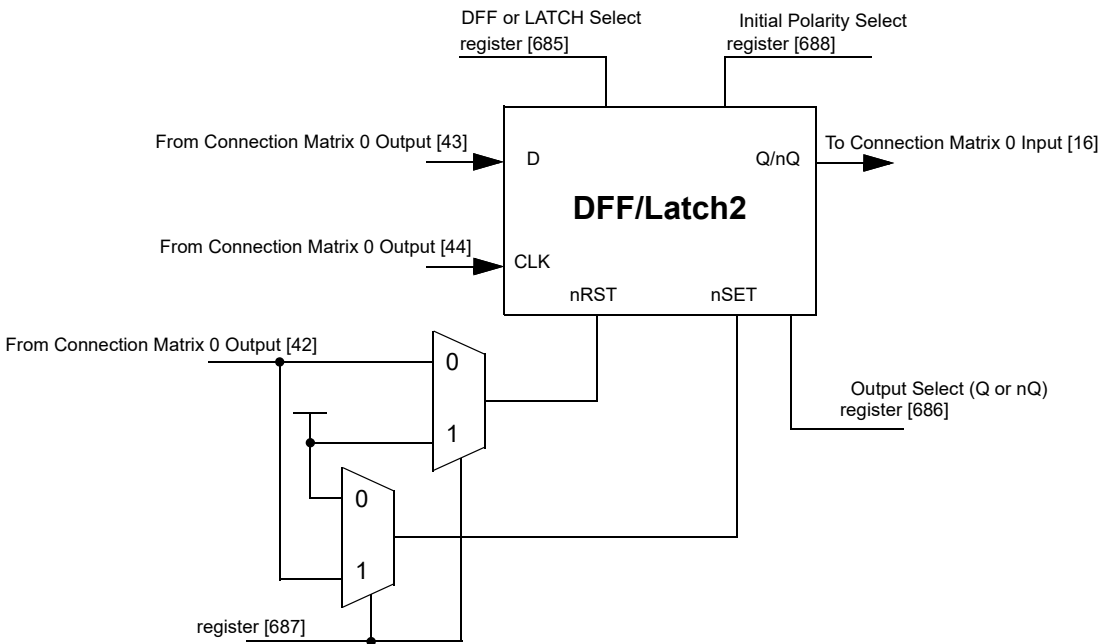 DFF or LATCH Select
register [685]
Initial Polarity Select
register [688]
From Connection Matrix 0 Output [43]
D
Q/nQ
To Connection Matrix 0 Input [16]
DFF/Latch2
From Connection Matrix 0 Output [44]
CLK
nRST
nSET
From Connection Matrix 0 Output [42]
0
1
Output Select (Q or nQ)
register [686]
0
1
register [687]